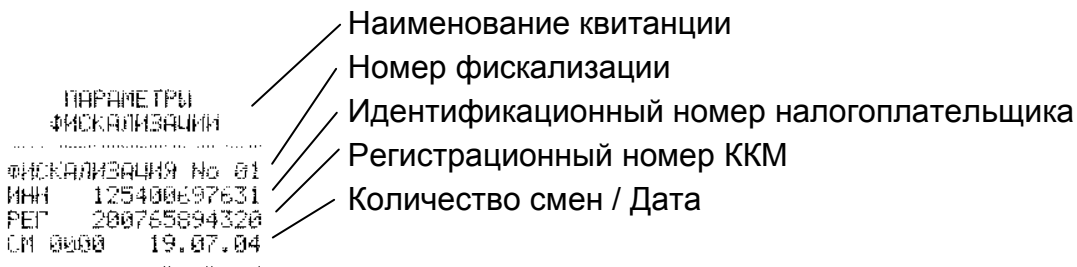 Наименование квитанции
Номер фискализации
Идентификационный номер налогоплательщика
Регистрационный номер ККМ
Количество смен / Дата
ПАРАМЕТРЫ
ФИСКАЛИЗАЦИИ
ФИСКАЛИЗАЦИЯ No 01
ИНН 125400697631
РЕГ 200765894320
СМ 0000 19.07.04